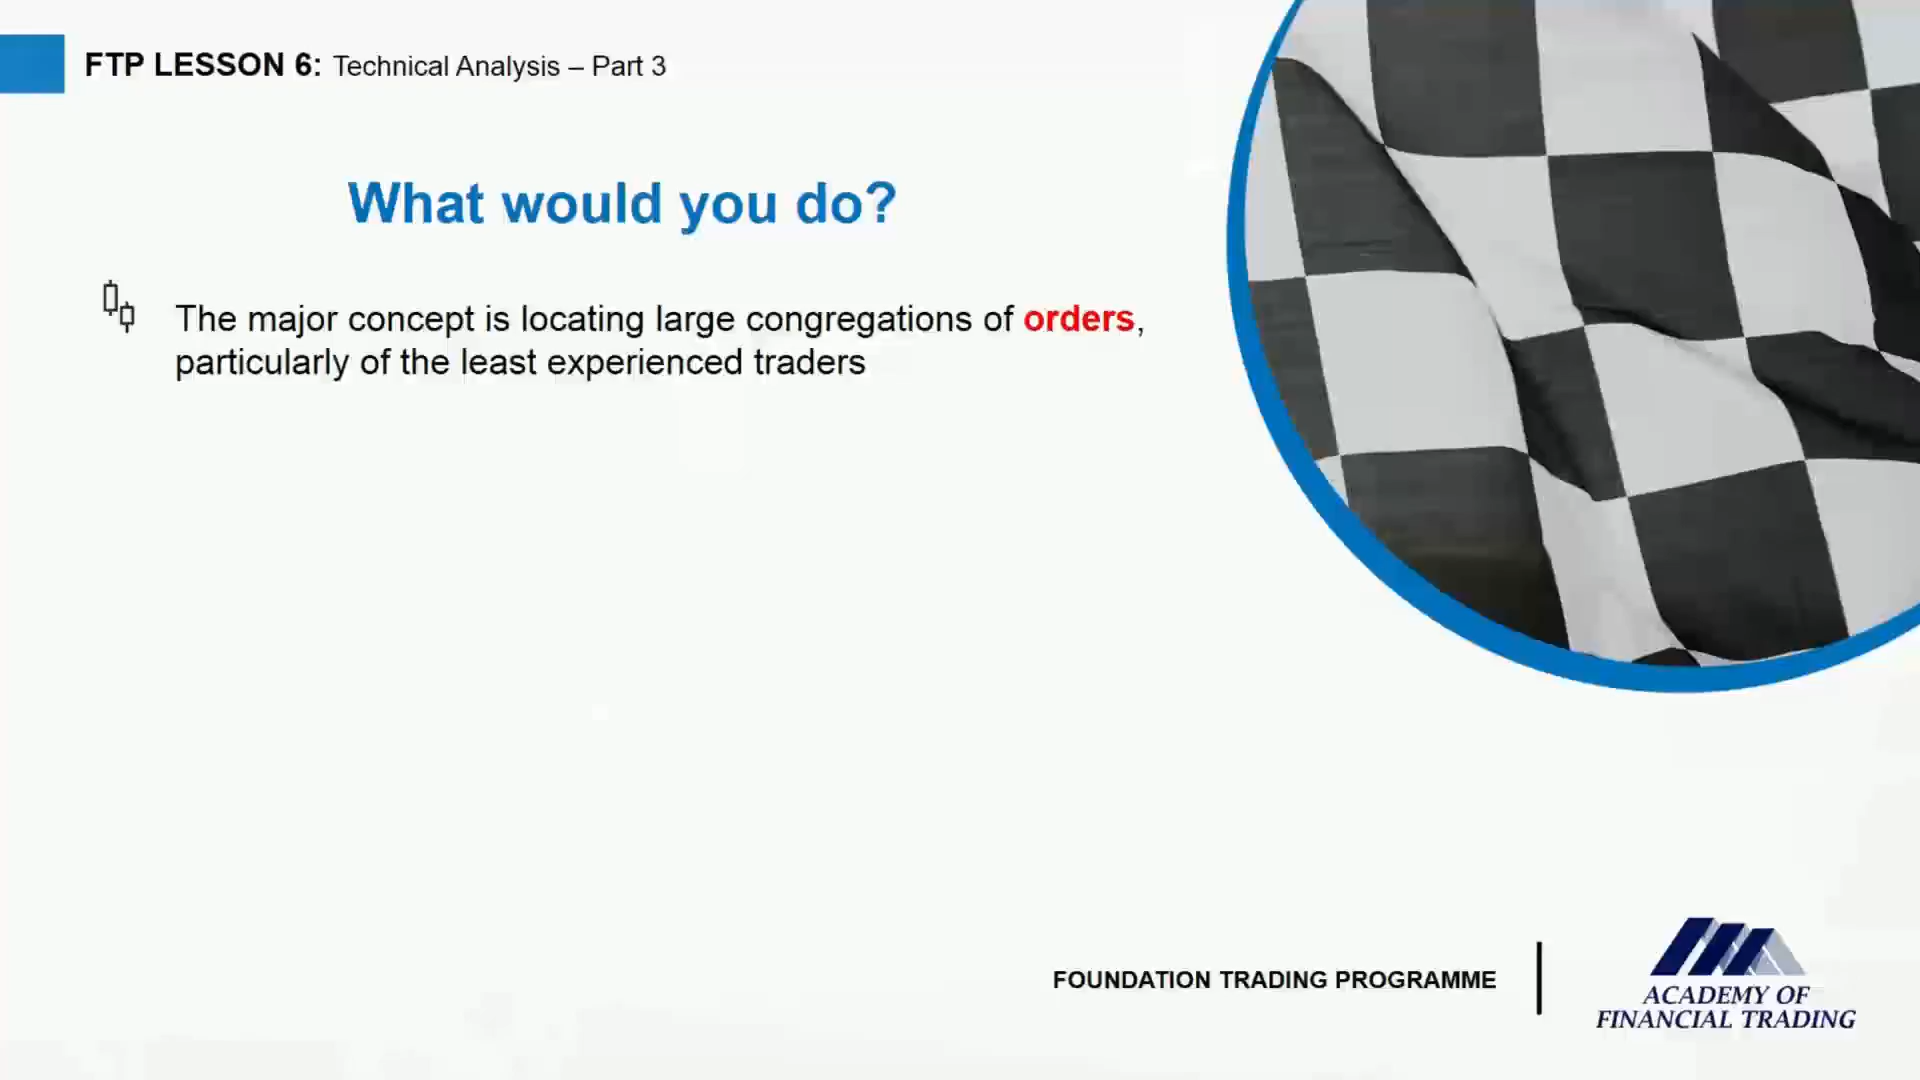 FTP LESSON 6: Technical Analysis – Part 3
What would you do?
The major concept is locating large congregations of orders,
particularly of the least experienced traders
FOUNDATION TRADING PROGRAMME
ACADEMY OF
FINANCIAL TRADING